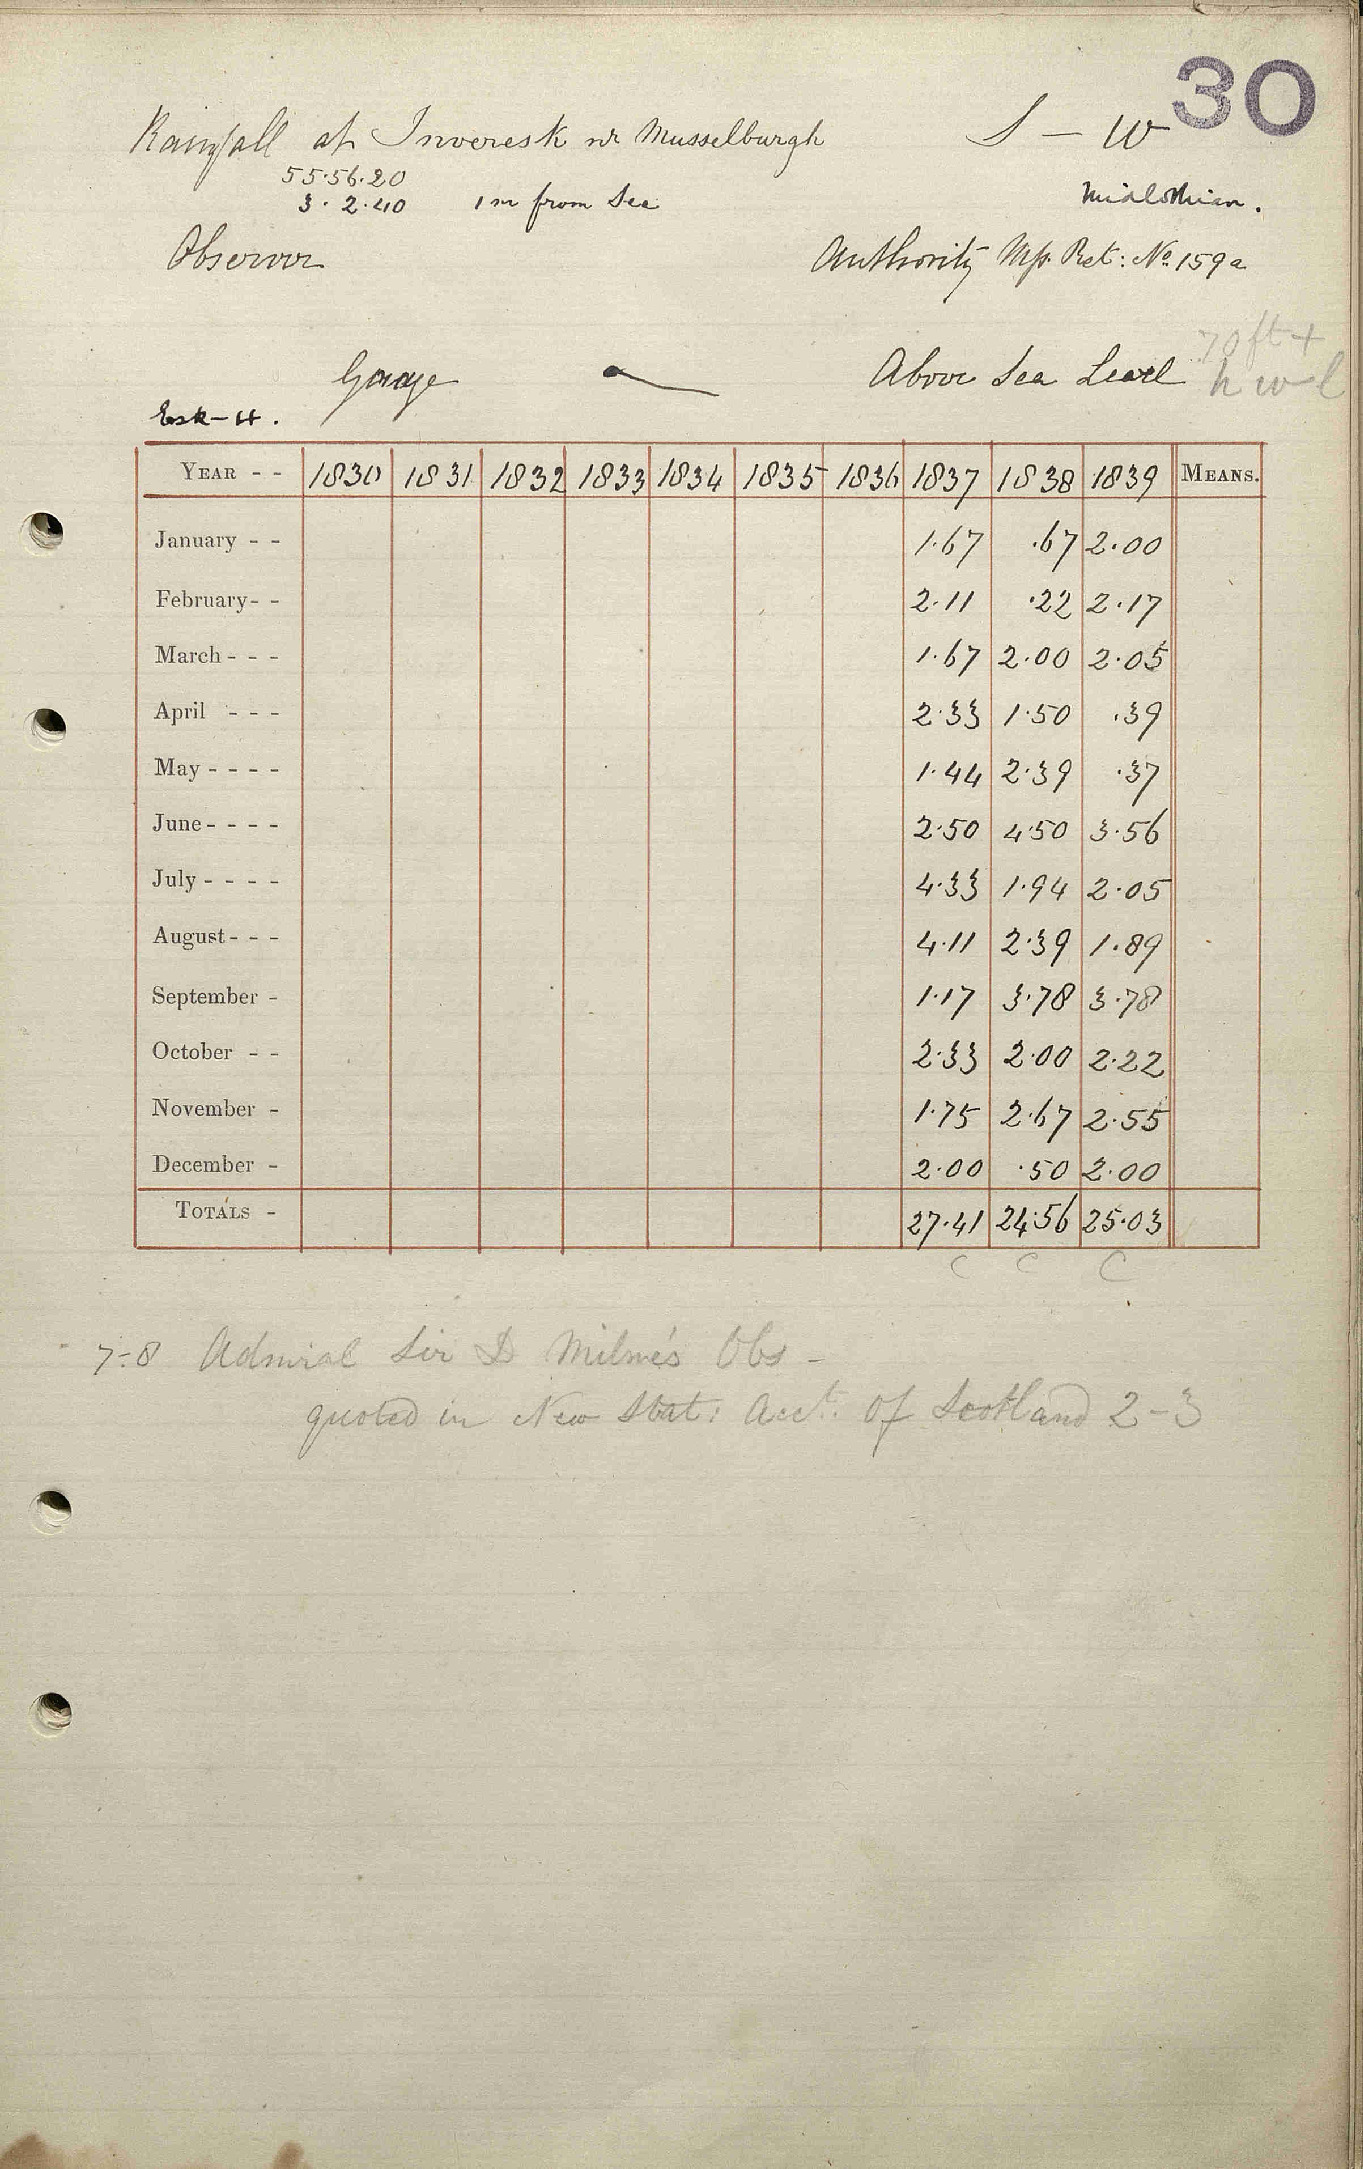 30
Rainfall at Inveresk nr Musselburgh S — W
55.56.20
3. 2.40 1 m from Sea Midlothian.
Observer Authority Mss. Ret: No 159a
70 ft +
Gauge Above Sea Level h w l
Esk-H.
YEAR - - 1830 1831 1832 1833 1834 1835 1836 1837 1838 1839 MEANS.
January - - 1.67 .67 2.00
February - - 2.11 .22 2.17
March - - - 1.67 2.00 2.05
April - - - 2.33 1.50 .39
May - - - - 1.44 2.39 .37
June - - - - 2.50 4.50 3.56
July - - - - 4.33 1.94 2.05
August - - - 4.11 2.39 1.89
September - 1.17 3.78 3.78
October - - 2.33 2.00 2.22
November - 1.75 2.67 2.55
December - 2.00 .50 2.00
TOTALS - 27.41 24.56 25.03
C C C
7-8 Admiral Sir D Milne's Obs -
quoted in New Stat: Acct. of Scotland 2-3